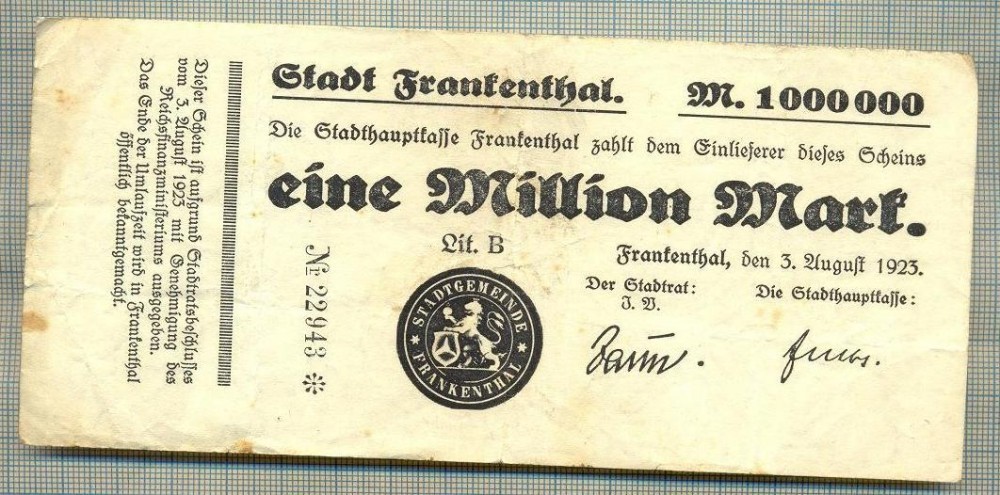 Stadt Frankenthal.
M. 1000000
Die Stadthauptkasse Frankenthal zahlt dem Einlieferer dieses Scheins
eine Million Mark.
Lit. B
Frankenthal, den 3. August 1923.
Der Stadtrat:
J. V.
Die Stadthauptkasse:
STADTGEMEINDE
* FRANKENTHAL *
№ 22943 *
Dieser Schein ist aufgrund Stadtratsbeschlusses
vom 3. August 1923 mit Genehmigung des
Reichsfinanzministeriums ausgegeben.
Das Ende der Umlaufzeit wird in Frankenthal
öffentlich bekanntgemacht.